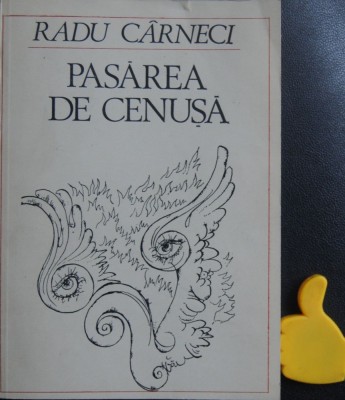 RADU CÂRNECI
PASĂREA
DE CENUȘĂ